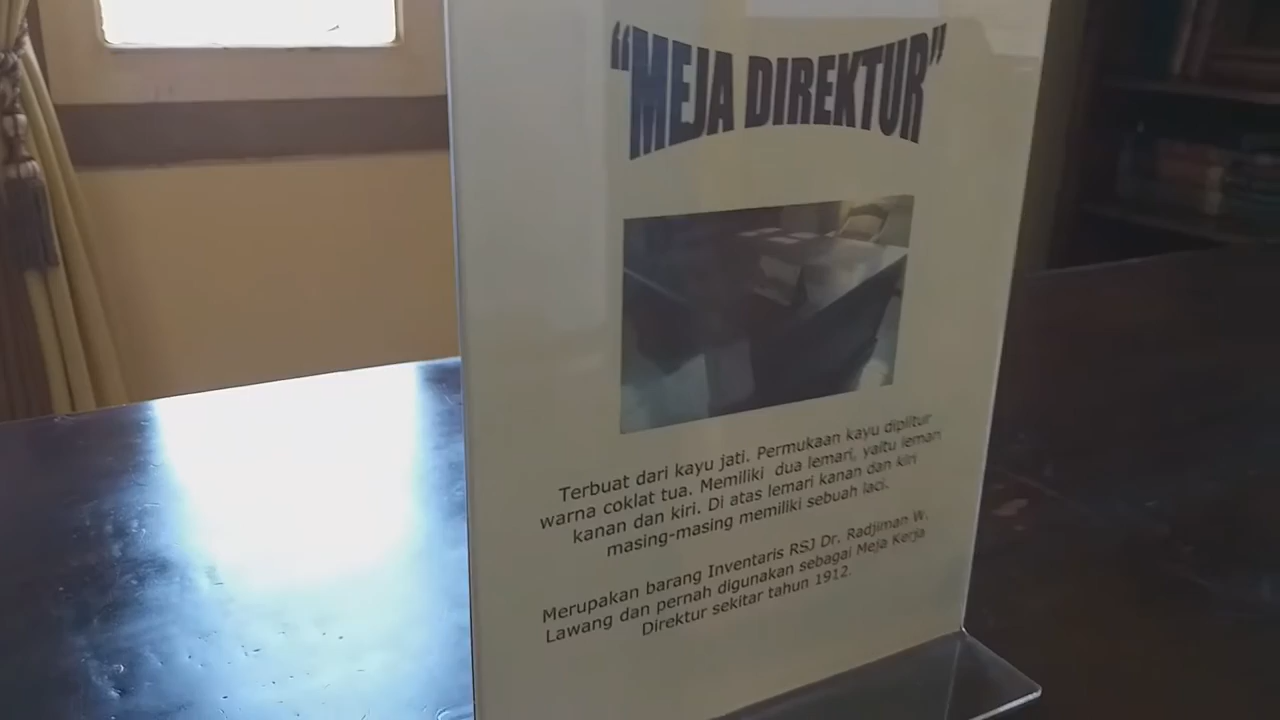 “MEJA DIREKTUR”
Terbuat dari kayu jati. Permukaan kayu diplitur
warna coklat tua. Memiliki dua lemari, yaitu lemari
kanan dan kiri. Di atas lemari kanan dan kiri
masing-masing memiliki sebuah laci.
Merupakan barang Inventaris RSJ Dr. Radjiman W.
Lawang dan pernah digunakan sebagai Meja Kerja
Direktur sekitar tahun 1912.